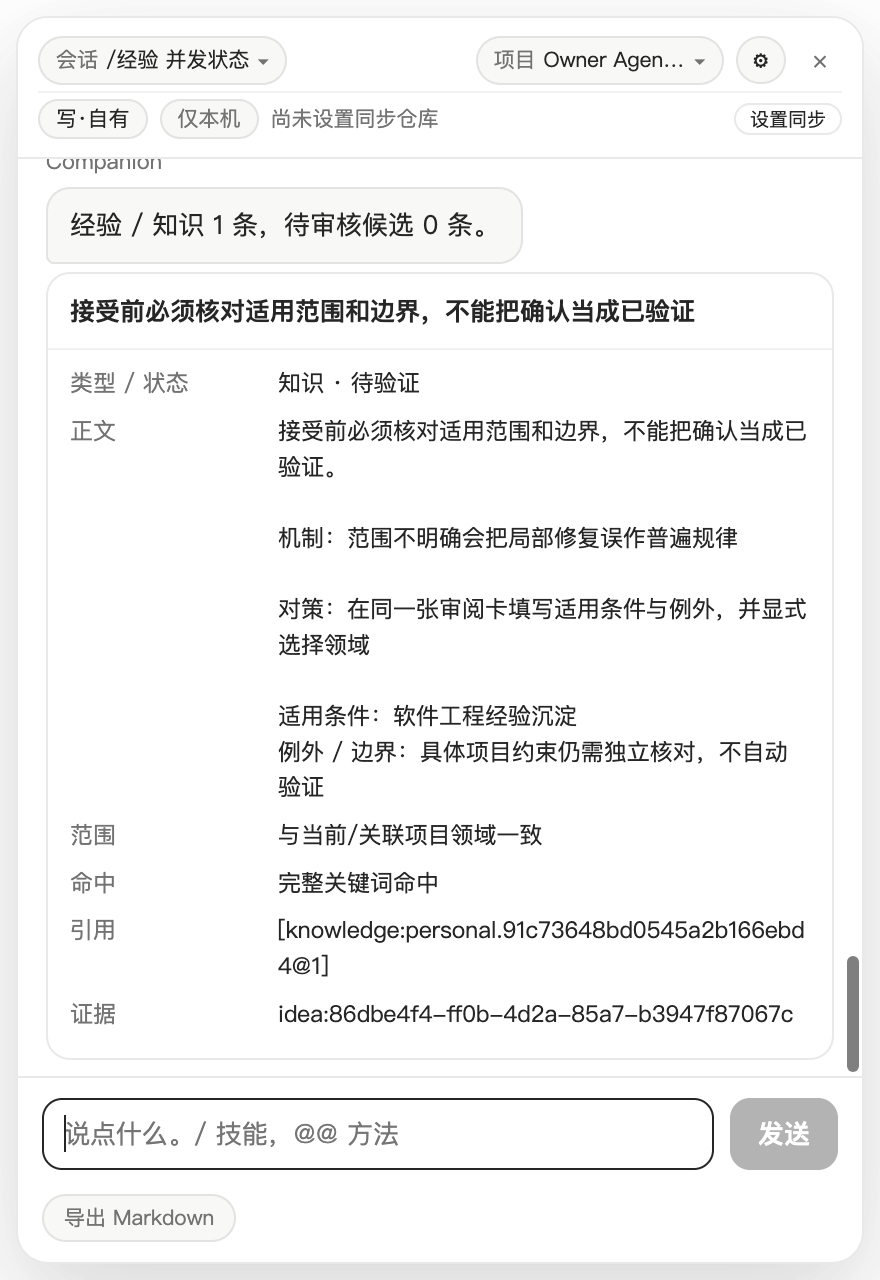 会话 /经验 并发状态
项目 Owner Agen...
写·自有 仅本机 尚未设置同步仓库 设置同步
Companion
经验 / 知识 1 条，待审核候选 0 条。
接受前必须核对适用范围和边界，不能把确认当成已验证
类型 / 状态 知识 · 待验证
正文 接受前必须核对适用范围和边界，不能把确认当成已
验证。
机制：范围不明确会把局部修复误作普遍规律
对策：在同一张审阅卡填写适用条件与例外，并显式
选择领域
适用条件：软件工程经验沉淀
例外 / 边界：具体项目约束仍需独立核对，不自动
验证
范围 与当前/关联项目领域一致
命中 完整关键词命中
引用 [knowledge:personal.91c73648bd0545a2b166ebd
4@1]
证据 idea:86dbe4f4-ff0b-4d2a-85a7-b3947f87067c
说点什么。/ 技能，@@ 方法
发送
导出 Markdown